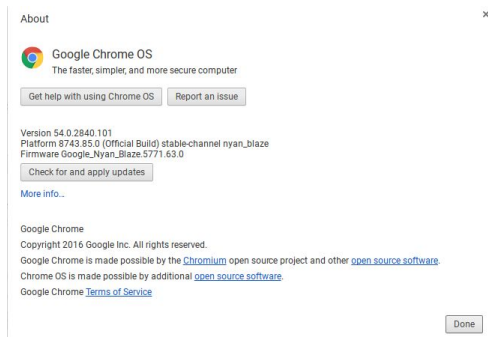 About
Google Chrome OS
The faster, simpler, and more secure computer
Get help with using Chrome OS
Report an issue
Version 54.0.2840.101
Platform 8743.85.0 (Official Build) stable-channel nyan_blaze
Firmware Google_Nyan_Blaze.5771.63.0
Check for and apply updates
More info...
Google Chrome
Copyright 2016 Google Inc. All rights reserved.
Google Chrome is made possible by the Chromium open source project and other open source software.
Chrome OS is made possible by additional open source software.
Google Chrome Terms of Service
Done